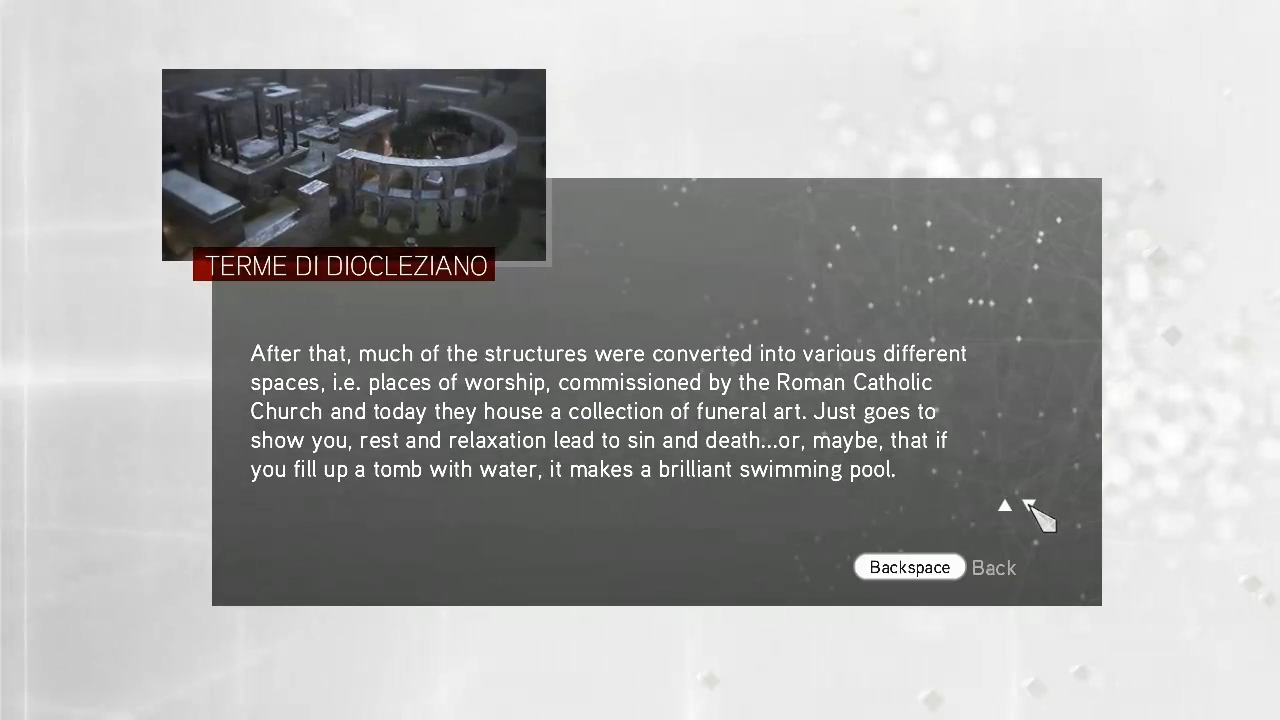 TERME DI DIOCLEZIANO
After that, much of the structures were converted into various different
spaces, i.e. places of worship, commissioned by the Roman Catholic
Church and today they house a collection of funeral art. Just goes to
show you, rest and relaxation lead to sin and death...or, maybe, that if
you fill up a tomb with water, it makes a brilliant swimming pool.
Backspace Back